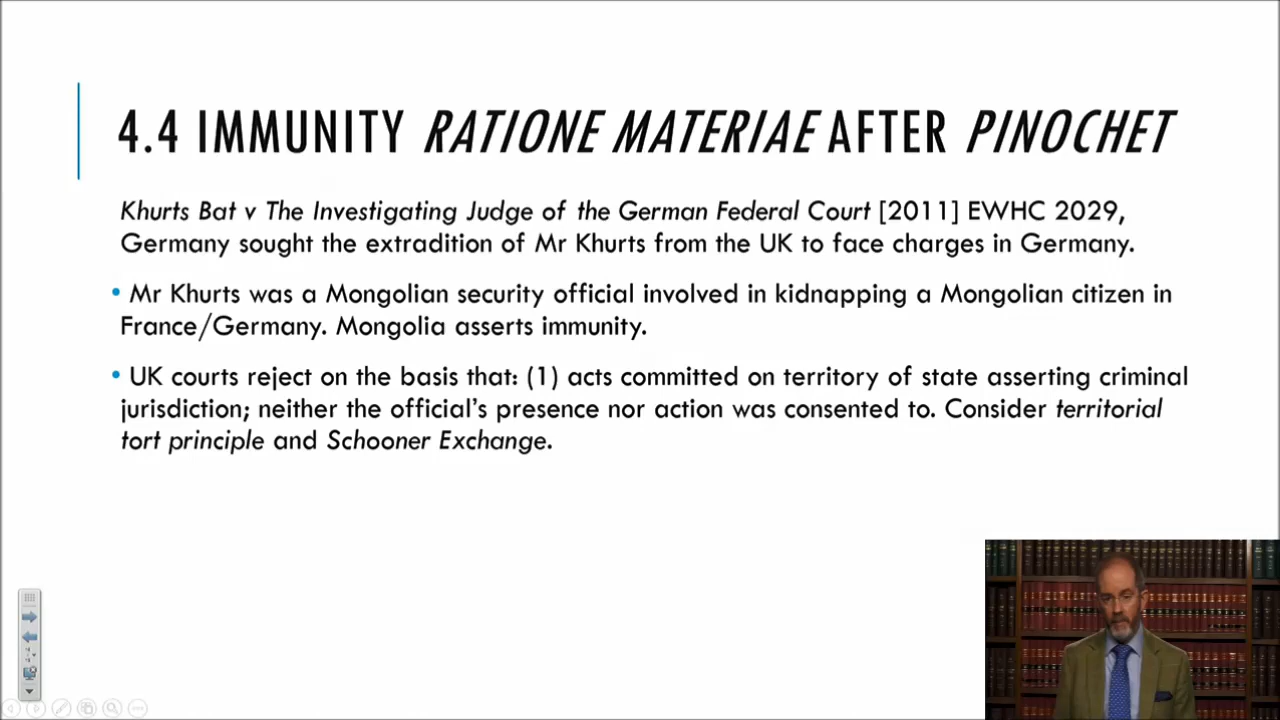 4.4 IMMUNITY RATIONE MATERIAE AFTER PINOCHET
Khurts Bat v The Investigating Judge of the German Federal Court [2011] EWHC 2029,
Germany sought the extradition of Mr Khurts from the UK to face charges in Germany.
• Mr Khurts was a Mongolian security official involved in kidnapping a Mongolian citizen in
France/Germany. Mongolia asserts immunity.
• UK courts reject on the basis that: (1) acts committed on territory of state asserting criminal
jurisdiction; neither the official's presence nor action was consented to. Consider territorial
tort principle and Schooner Exchange.